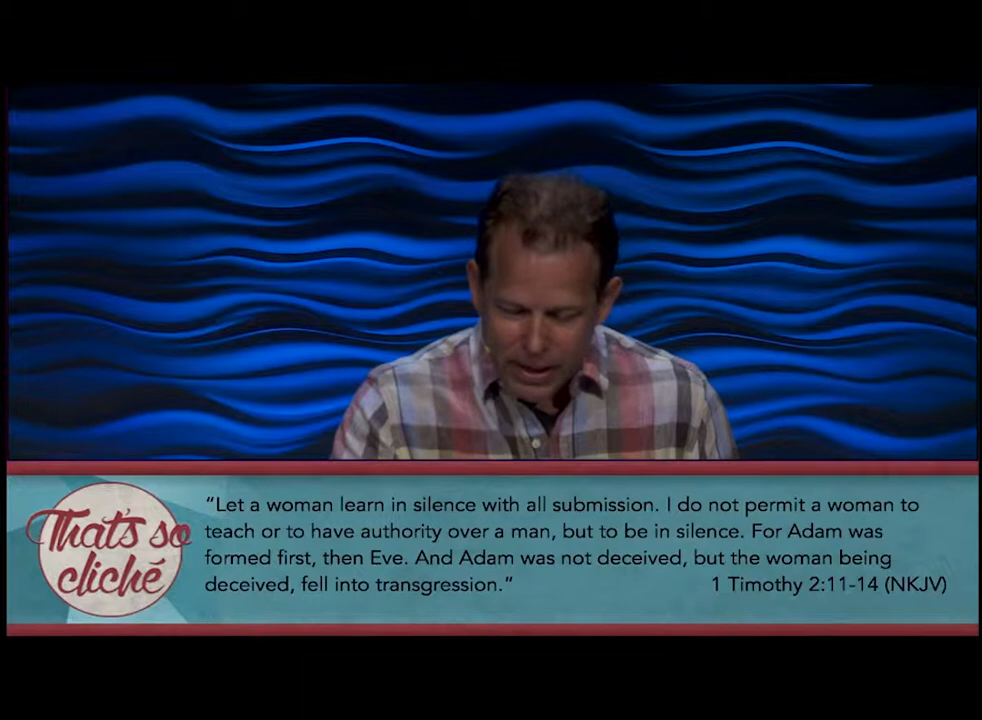 That's so
cliché
“Let a woman learn in silence with all submission. I do not permit a woman to
teach or to have authority over a man, but to be in silence. For Adam was
formed first, then Eve. And Adam was not deceived, but the woman being
deceived, fell into transgression.”
1 Timothy 2:11-14 (NKJV)